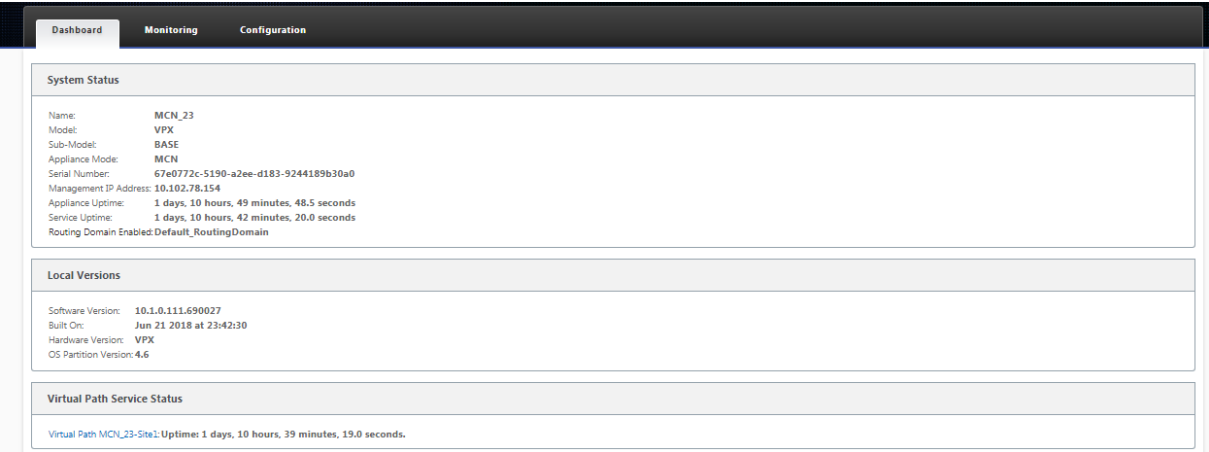 Dashboard Monitoring Configuration
System Status
Name: MCN_23
Model: VPX
Sub-Model: BASE
Appliance Mode: MCN
Serial Number: 67e0772c-5190-a2ee-d183-9244189b30a0
Management IP Address: 10.102.78.154
Appliance Uptime: 1 days, 10 hours, 49 minutes, 48.5 seconds
Service Uptime: 1 days, 10 hours, 42 minutes, 20.0 seconds
Routing Domain Enabled: Default_RoutingDomain
Local Versions
Software Version: 10.1.0.111.690027
Built On: Jun 21 2018 at 23:42:30
Hardware Version: VPX
OS Partition Version: 4.6
Virtual Path Service Status
Virtual Path MCN_23-Site1: Uptime: 1 days, 10 hours, 39 minutes, 19.0 seconds.